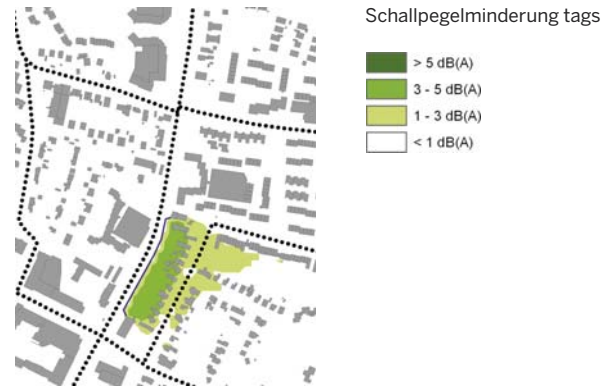 Schallpegelminderung tags
> 5 dB(A)
3 - 5 dB(A)
1 - 3 dB(A)
< 1 dB(A)